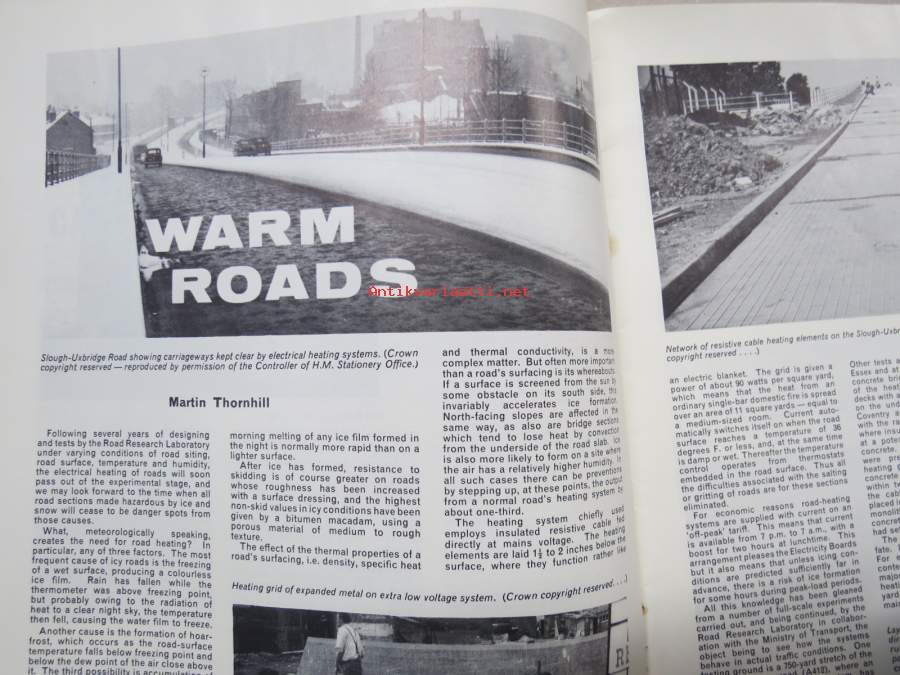 WARM
ROADS
Antikvariaatti.net
Slough-Uxbridge Road showing carriageways kept clear by electrical heating systems. (Crown
copyright reserved — reproduced by permission of the Controller of H.M. Stationery Office.)
Martin Thornhill
Following several years of designing
and tests by the Road Research Laboratory
under varying conditions of road siting,
road surface, temperature and humidity,
the electrical heating of roads will soon
pass out of the experimental stage, and
we may look forward to the time when all
road sections made hazardous by ice and
snow will cease to be danger spots from
those causes.
What, meteorologically speaking,
creates the need for road heating? In
particular, any of three factors. The most
frequent cause of icy roads is the freezing
of a wet surface, producing a colourless
ice film. Rain has fallen while the
thermometer was above freezing point,
but probably owing to the radiation of
heat to a clear night sky, the temperature
then fell, causing the water film to freeze,
Another cause is the formation of hoar-
frost, which occurs as the road-surface
temperature falls below freezing point and
below the dew point of the air close above
it. The third possibility is accumulation of
morning melting of any ice film formed in
the night is normally more rapid than on a
lighter surface.
After ice has formed, resistance to
skidding is of course greater on roads
whose roughness has been increased
with a surface dressing, and the highest
non-skid values in icy conditions have been
given by a bitumen macadam, using a
porous material of medium to rough
texture.
The effect of the thermal properties of a
road's surfacing, i.e. density, specific heat
Heating grid of expanded metal on extra low voltage system. (Crown copyright reserved....)
and thermal conductivity, is a more
complex matter. But often more important
than a road's surfacing is its whereabouts.
If a surface is screened from the sun by
some obstacle on its south side, this
invariably accelerates ice formation.
North-facing slopes are affected in the
same way, as also are bridge sections
which tend to lose heat by convection
from the underside of the road slab. Ice
is also more likely to form on a site where
the air has a relatively higher humidity. In
all such cases there can be preventions
by stepping up, at these points, the output
from a normal road's heating system by
about one-third.
The heating system chiefly used
employs insulated resistive cable fed
directly at mains voltage. The heating
elements are laid 1½ to 2 inches below the
surface, where they function rather like
Network of resistive cable heating elements on the Slough-Uxbr
copyright reserved ....)
an electric blanket. The grid is given a
power of about 90 watts per square yard,
which means that the heat from an
ordinary single-bar domestic fire is spread
over an area of 11 square yards — equal to
a medium-sized room. Current auto-
matically switches itself on when the road
surface reaches a temperature of 36
degrees F. or less, and, at the same time
is damp or wet. Thereafter the temperature
control operates from thermostats
embedded in the road surface. Thus all
the difficulties associated with the salting
or gritting of roads are for these sections
eliminated.
For economic reasons road-heating
systems are supplied with current on an
'off-peak' tariff. This means that current
is available from 7 p.m. to 7 a.m., with a
boost for two hours at lunchtime. This
arrangement pleases the Electricity Boards
but it also means that unless icing con-
ditions are predicted sufficiently far in
advance, there is a risk of ice formation
for some hours during peak-load periods.
All this knowledge has been gleaned
from a number of full-scale experiments
carried out, and being continued, by the
Road Research Laboratory in collabor-
ation with the Ministry of Transport, the
object being to see how the systems
behave in actual traffic conditions. One
testing ground is a 750-yard stretch of the
road (A412), where an
has
Other tests a
Essex and at
concrete bri
of the heat
decks with a
on the und
Coventry a
with the ra
where insu
at a poten
concrete.
were pre
heating
concrete
within tw
the cab
placed i
monolit
concret
had set
The
fate.
For e
conte
major
heati
yard
mai
Lay
di
ru